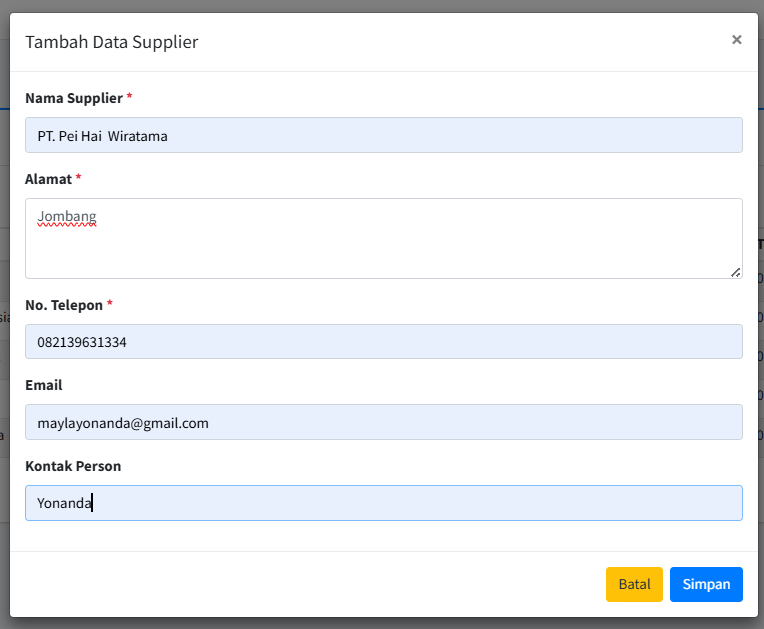 Tambah Data Supplier ×
Nama Supplier *
PT. Pei Hai  Wiratama
Alamat *
Jombang
No. Telepon *
082139631334
Email
maylayonanda@gmail.com
Kontak Person
Yonanda
Batal Simpan